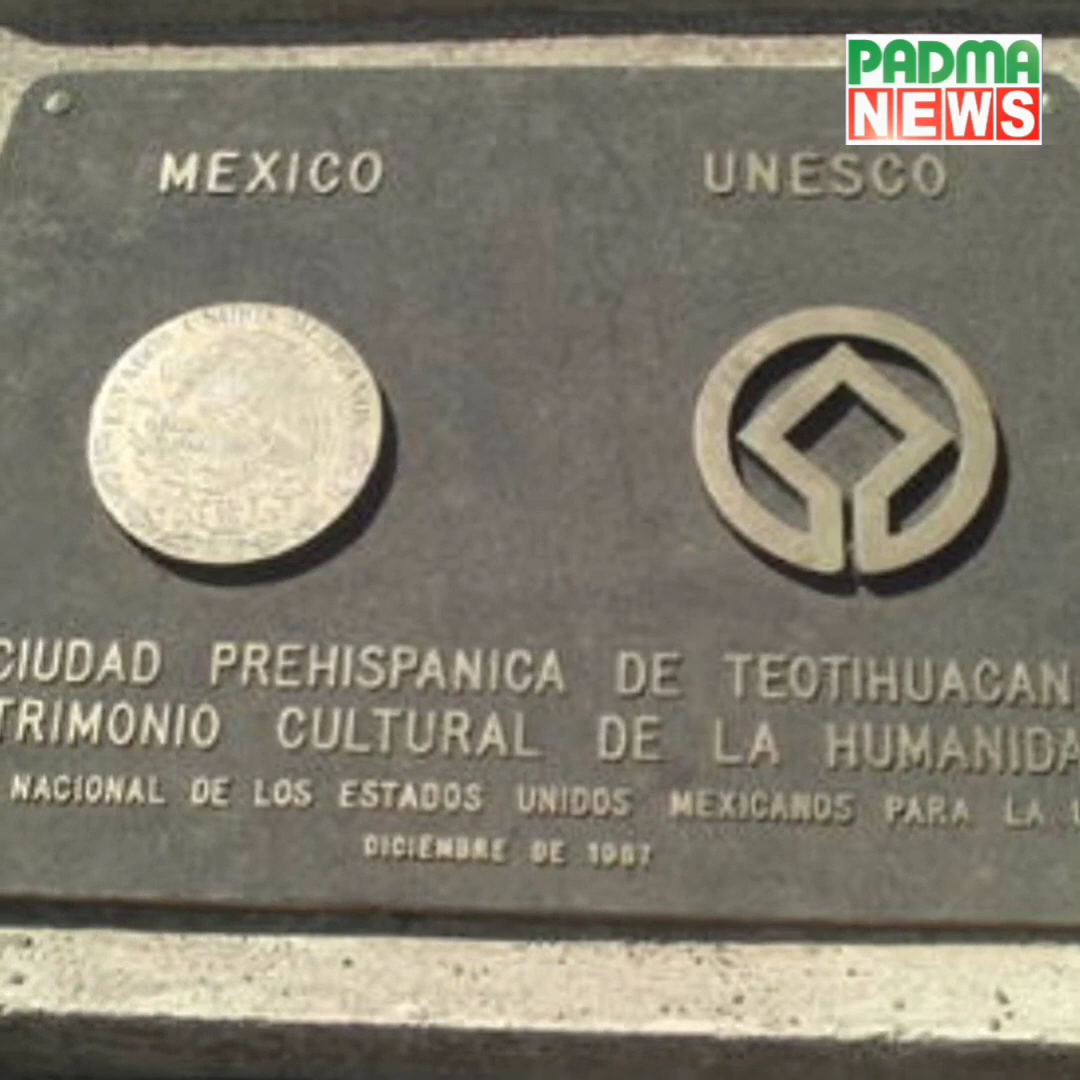 PADMA
NEWS
MEXICO UNESCO
CIUDAD PREHISPANICA DE TEOTIHUACAN
TRIMONIO CULTURAL DE LA HUMANIDA
NACIONAL DE LOS ESTADOS UNIDOS MEXICANOS PARA LA
DICIEMBRE DE 1987